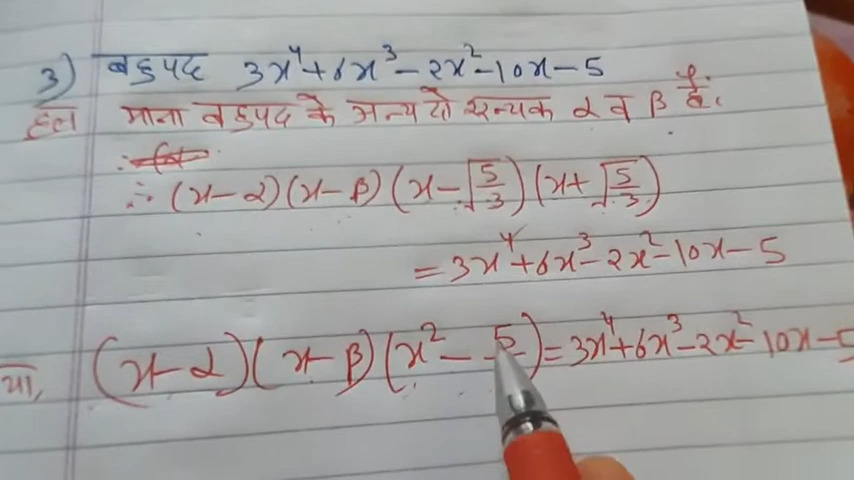 3) बहुपद 3x⁴+6x³-2x²-10x-5
हल माना बहुपद के अन्य दो शून्यक α व β
∴ (x-α)(x-β)(x-√5/3)(x+√5/3)
=3x⁴+6x³-2x²-10x-5
या, (x-α)(x-β)(x²-5)=3x⁴+6x³-2x²-10x-5